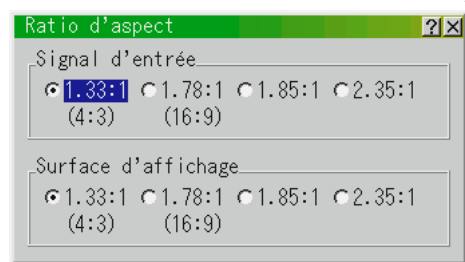 Ratio d'aspect ? ×
Signal d'entrée
1.33:1 1.78:1 1.85:1 2.35:1
(4:3) (16:9)
Surface d'affichage
1.33:1 1.78:1 1.85:1 2.35:1
(4:3) (16:9)